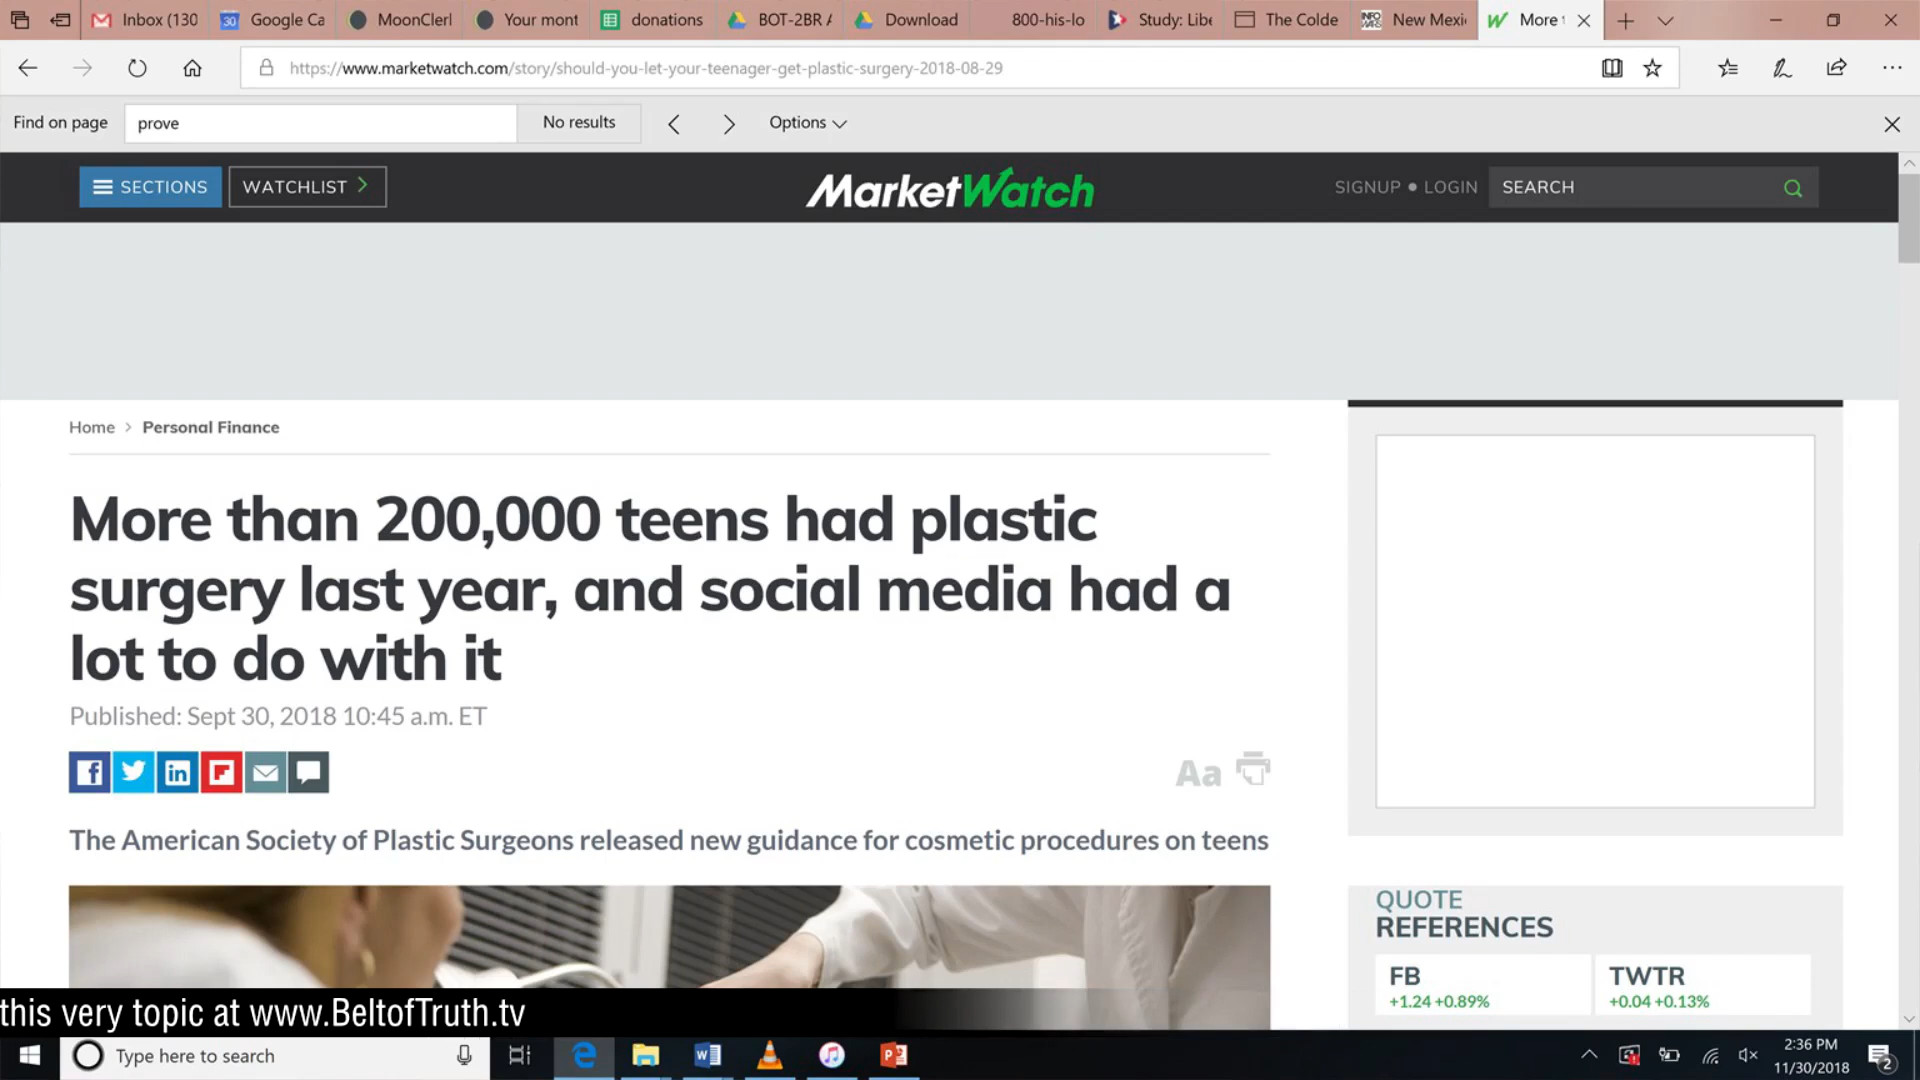 Inbox (130
Google Ca
MoonClerl
Your mont
donations
BOT-2BR A
Download
800-his-lo
Study: Libe
The Colde
New Mexi
More t
https://www.marketwatch.com/story/should-you-let-your-teenager-get-plastic-surgery-2018-08-29
Find on page
prove
No results
Options
SECTIONS
WATCHLIST
MarketWatch
SIGNUP • LOGIN
SEARCH
Home > Personal Finance
More than 200,000 teens had plastic
surgery last year, and social media had a
lot to do with it
Published: Sept 30, 2018 10:45 a.m. ET
Aa
The American Society of Plastic Surgeons released new guidance for cosmetic procedures on teens
QUOTE
REFERENCES
FB
+1.24 +0.89%
TWTR
+0.04 +0.13%
this very topic at www.BeltofTruth.tv
Type here to search
2:36 PM
11/30/2018
2